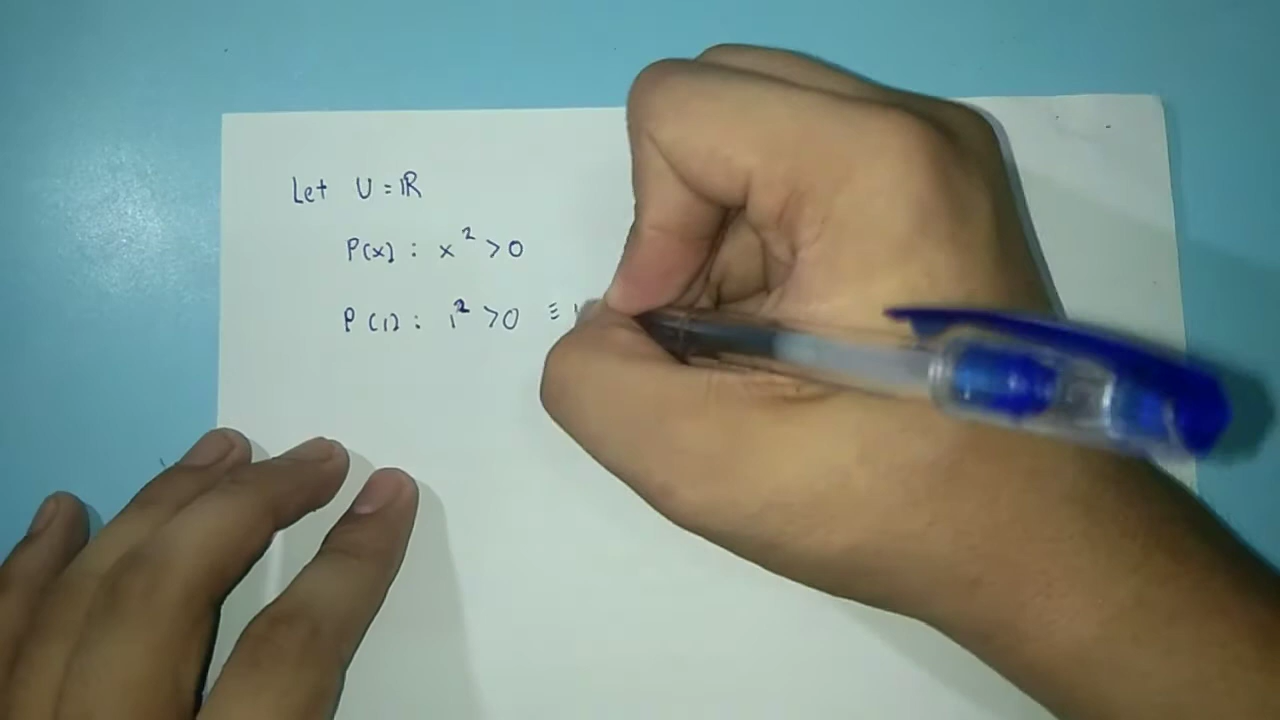 Let U = ℝ
P(x) : x² > 0
P(1) : 1² > 0 ≡